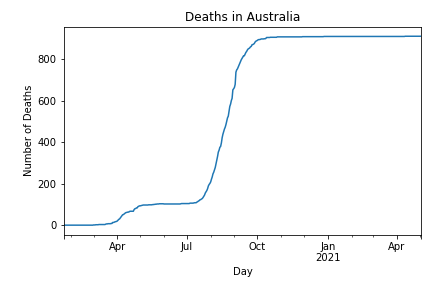 Deaths in Australia
Number of Deaths
800
600
400
200
0
Apr
Jul
Oct
Jan
2021
Apr
Day